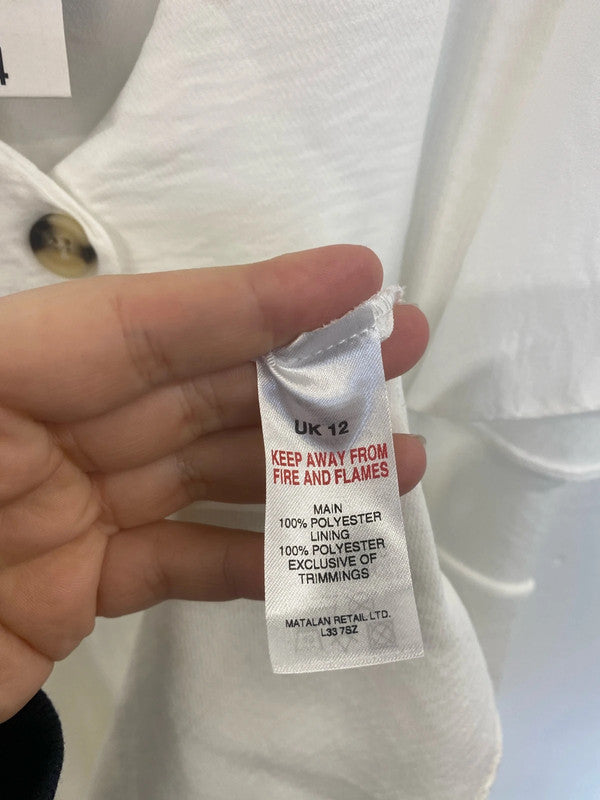 4
UK 12
KEEP AWAY FROM
FIRE AND FLAMES
MAIN
100% POLYESTER
LINING
100% POLYESTER
EXCLUSIVE OF
TRIMMINGS
MATALAN RETAIL LTD.
L33 7SZ